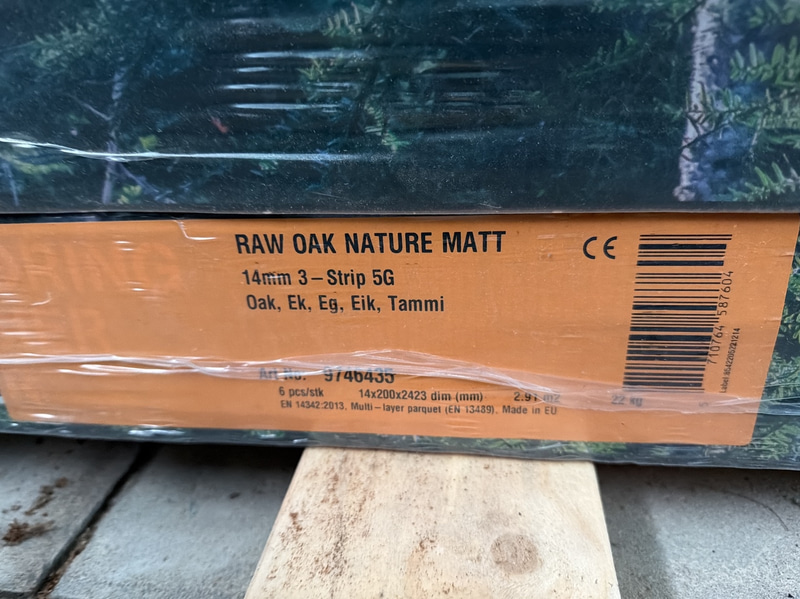 RAW OAK NATURE MATT
CE
14mm 3-Strip 5G
Oak, Ek, Eg, Eik, Tammi
Art No. 9746435
6 pcs/stk 14x200x2423 dim (mm) 2.91 m2 22 kg
EN 14342:2013, Multi-layer parquet (EN 13489). Made in EU
710764 587604